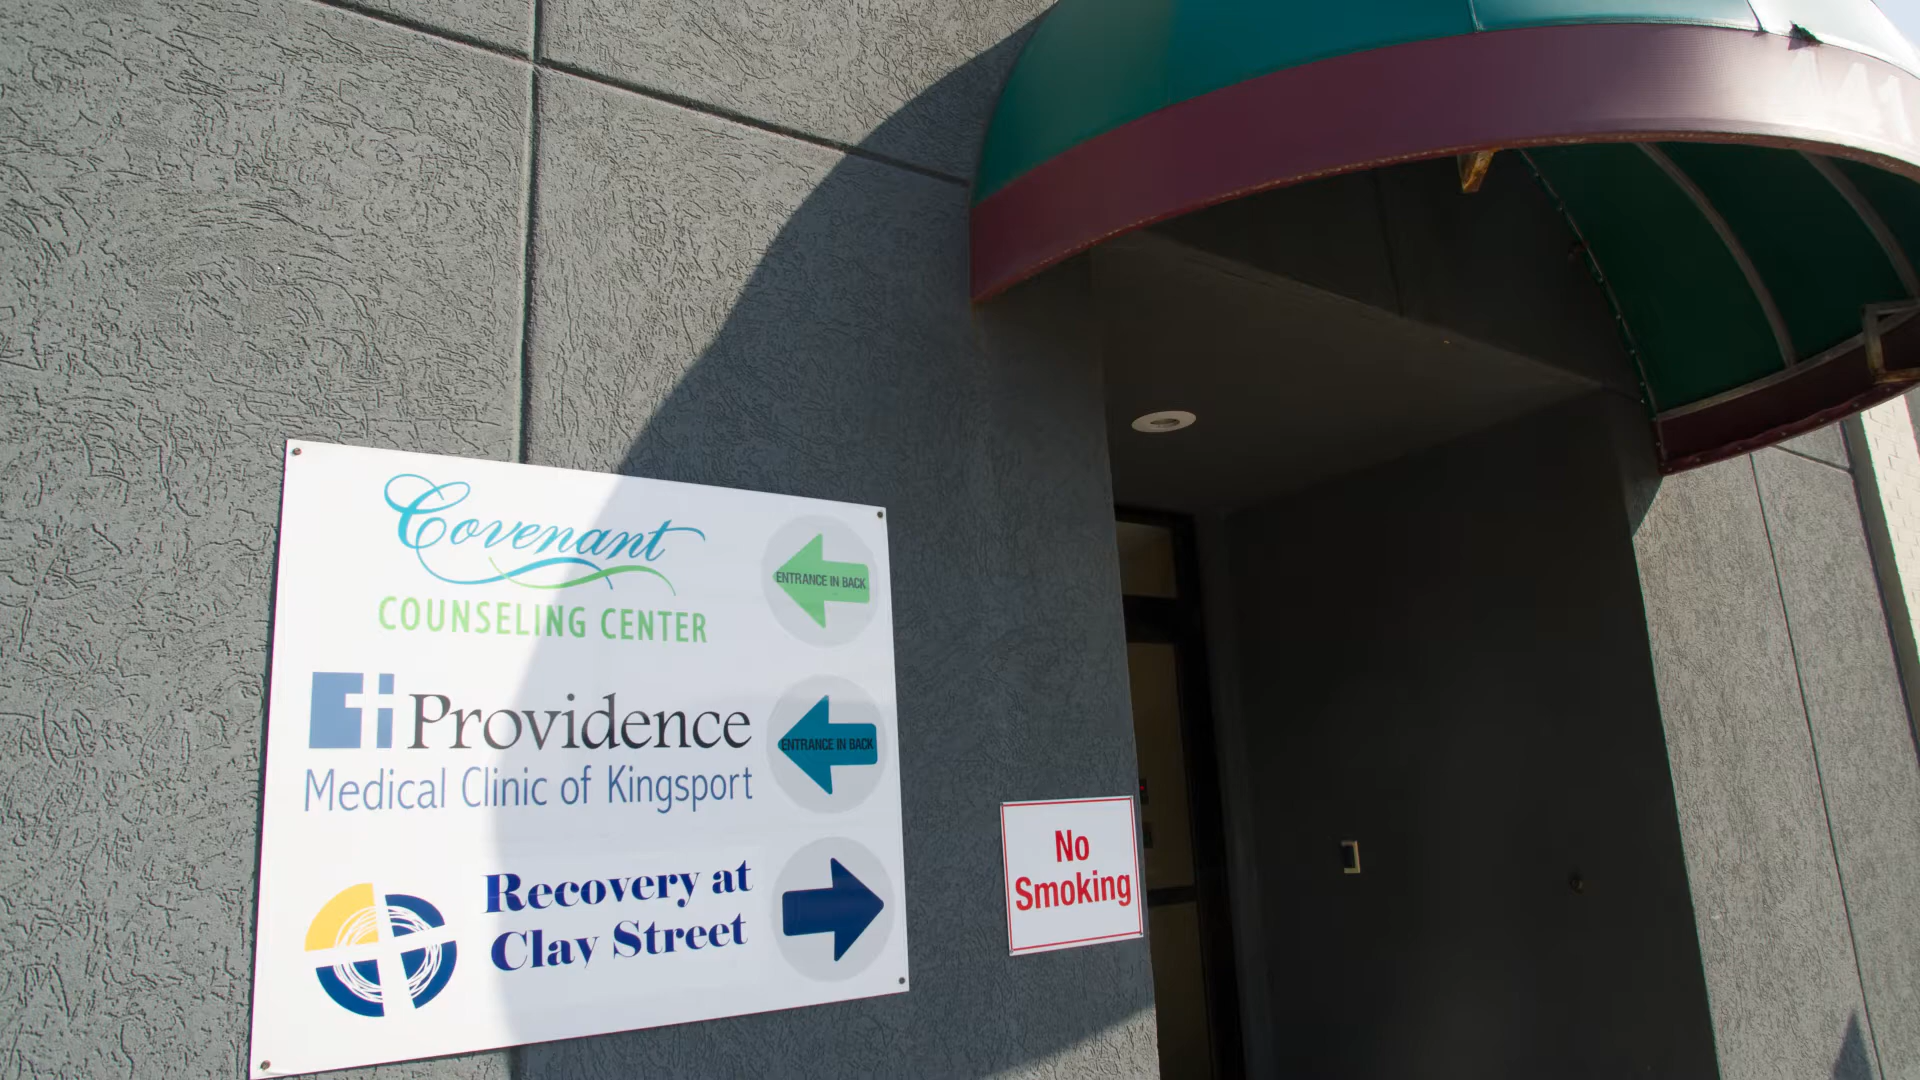 Covenant
COUNSELING CENTER
ENTRANCE IN BACK
Providence
Medical Clinic of Kingsport
ENTRANCE IN BACK
Recovery at
Clay Street
No
Smoking